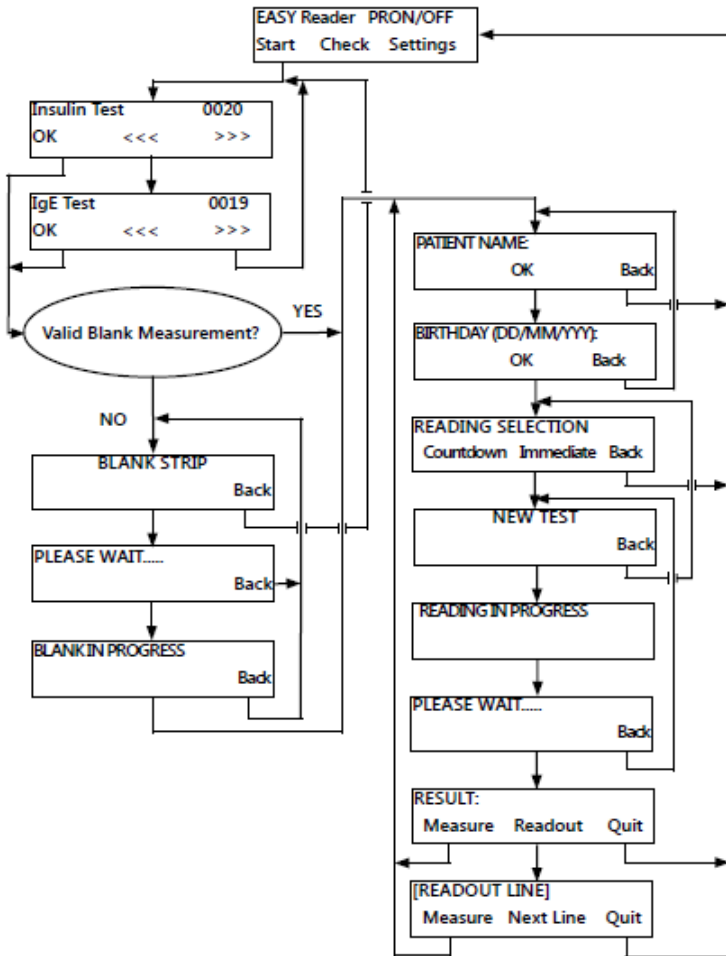 EASY Reader PRON/OFF
Start Check Settings
Insulin Test 0020
OK <<< >>>
IgE Test 0019
OK <<< >>>
Valid Blank Measurement?
YES
NO
BLANK STRIP
Back
PLEASE WAIT......
Back
BLANK IN PROGRESS
Back
PATIENT NAME:
OK Back
BIRTHDAY (DD/MM/YYY):
OK Back
READING SELECTION
Countdown Immediate Back
NEW TEST
Back
READING IN PROGRESS
PLEASE WAIT......
Back
RESULT:
Measure Readout Quit
[READOUT LINE]
Measure Next Line Quit